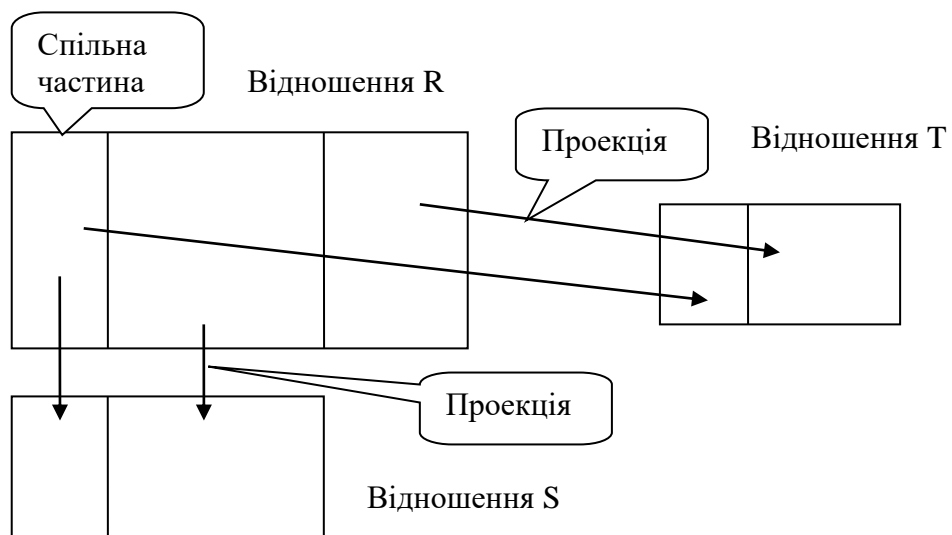 Спільна
частина
Відношення R
Проекція
Відношення T
Проекція
Відношення S